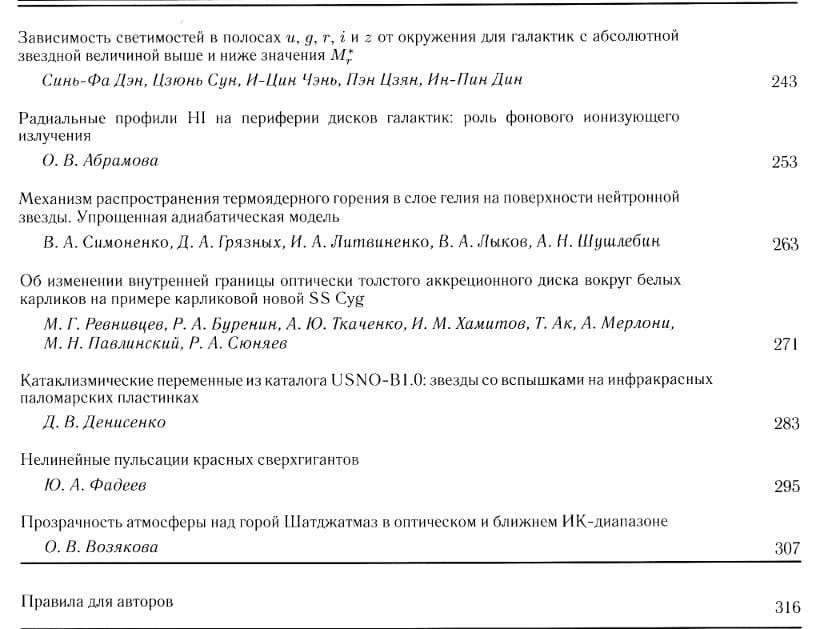 Зависимость светимостей в полосах u, g, r, i и z от окружения для галактик с абсолютной
звездной величиной выше и ниже значения M*r
Синь-Фа Дэн, Цзюнь Сун, И-Цин Чэнь, Пэн Цзян, Ин-Пин Дин 243
Радиальные профили HI на периферии дисков галактик: роль фонового ионизующего
излучения
О. В. Абрамова 253
Механизм распространения термоядерного горения в слое гелия на поверхности нейтронной
звезды. Упрощенная адиабатическая модель
В. А. Симоненко, Д. А. Грязных, И. А. Литвиненко, В. А. Лыков, А. Н. Шушлебин 263
Об изменении внутренней границы оптически толстого аккреционного диска вокруг белых
карликов на примере карликовой новой SS Cyg
М. Г. Ревнивцев, Р. А. Буренин, А. Ю. Ткаченко, И. М. Хамитов, Т. Ак, А. Мерлони,
М. Н. Павлинский, Р. А. Сюняев 271
Катаклизмические переменные из каталога USNO-B1.0: звезды со вспышками на инфракрасных
паломарских пластинках
Д. В. Денисенко 283
Нелинейные пульсации красных сверхгигантов
Ю. А. Фадеев 295
Прозрачность атмосферы над горой Шатджатмаз в оптическом и ближнем ИК-диапазоне
О. В. Возякова 307
Правила для авторов 316